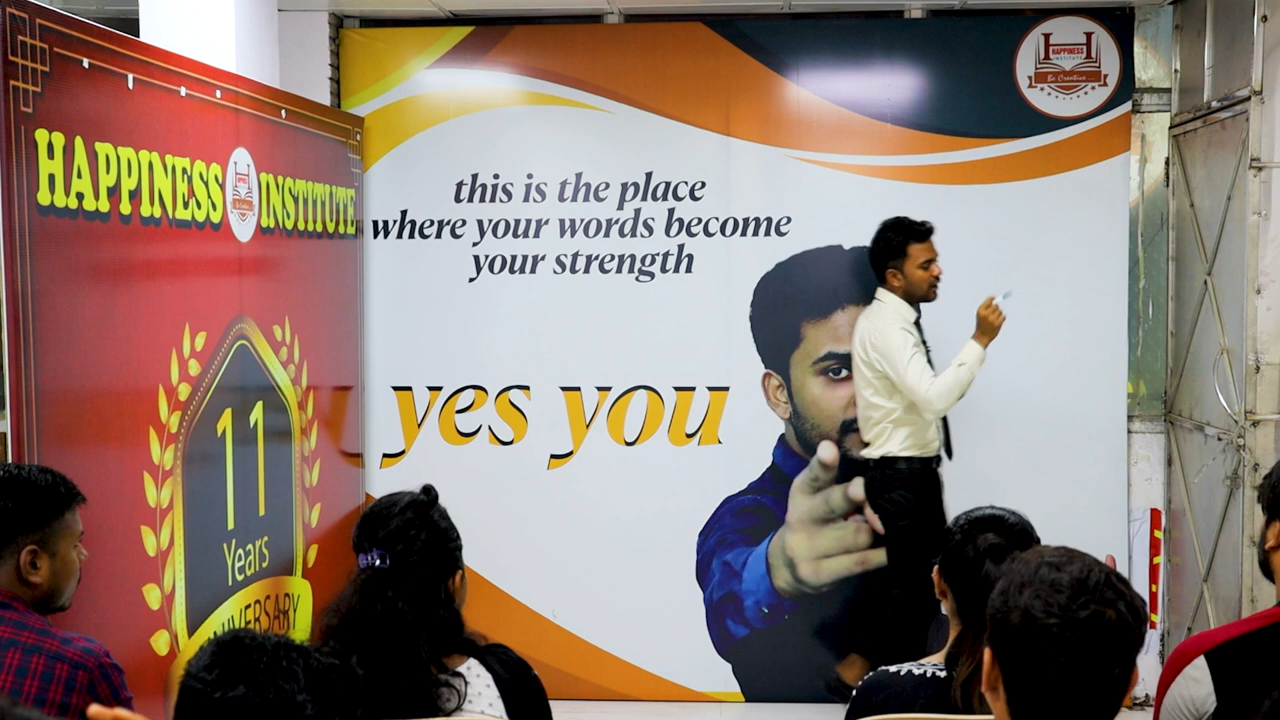 HAPPINESS INSTITUTE
11
Years
this is the place
where your words become
your strength
yes you
HAPPINESS
INSTITUTE
Be Creative ...